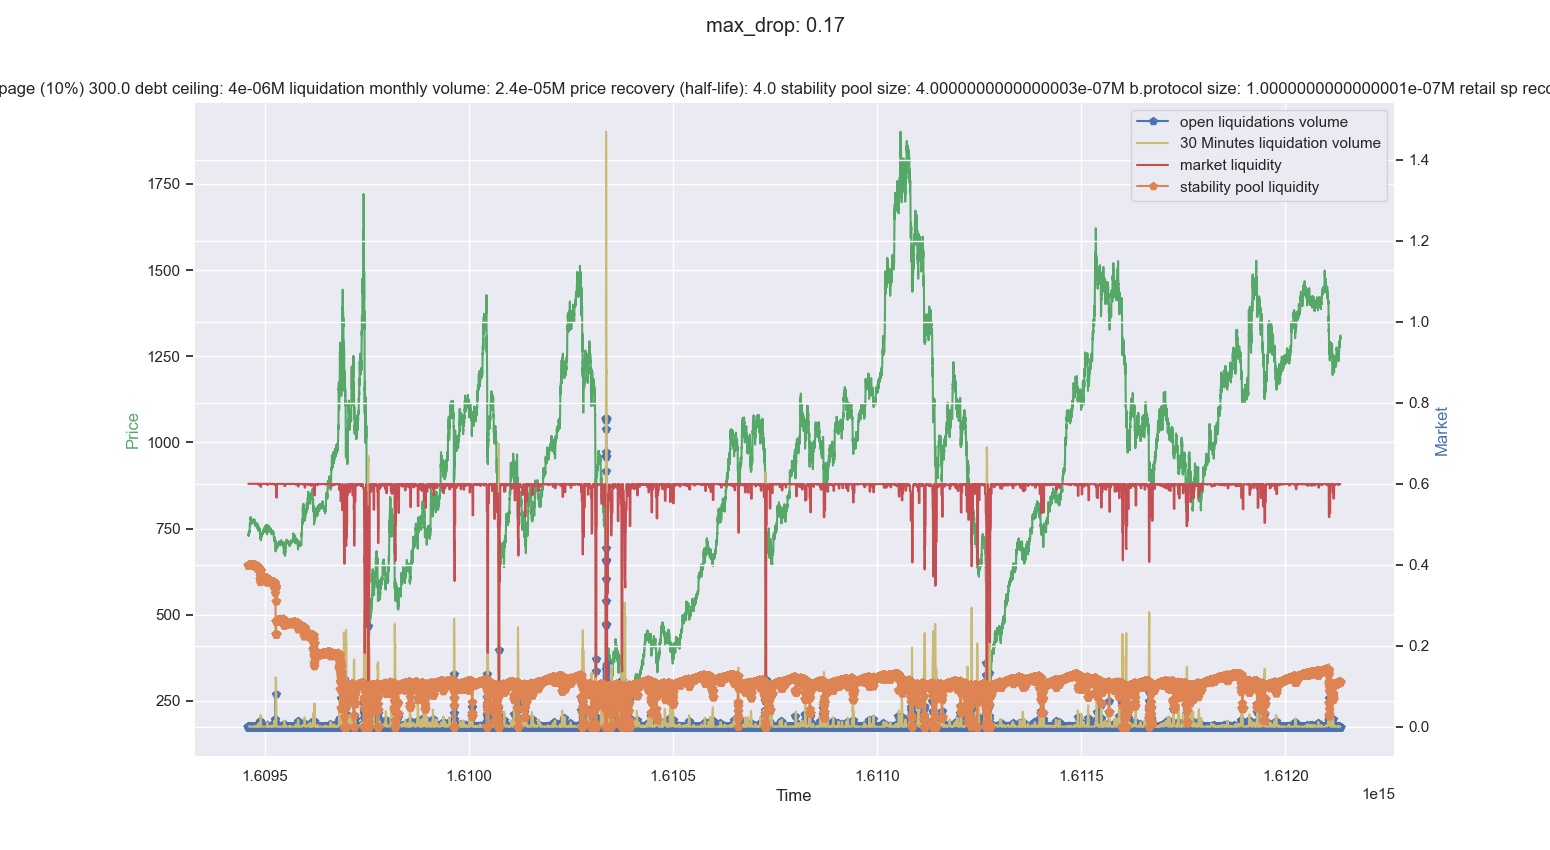 max_drop: 0.17
page (10%) 300.0 debt ceiling: 4e-06M liquidation monthly volume: 2.4e-05M price recovery (half-life): 4.0 stability pool size: 4.0000000000000003e-07M b.protocol size: 1.0000000000000001e-07M retail sp reco
open liquidations volume
30 Minutes liquidation volume
market liquidity
stability pool liquidity
1750
1500
1250
1000
750
500
250
Price
1.4
1.2
1.0
0.8
0.6
0.4
0.2
0.0
Market
1.6095 1.6100 1.6105 1.6110 1.6115 1.6120
1e15
Time